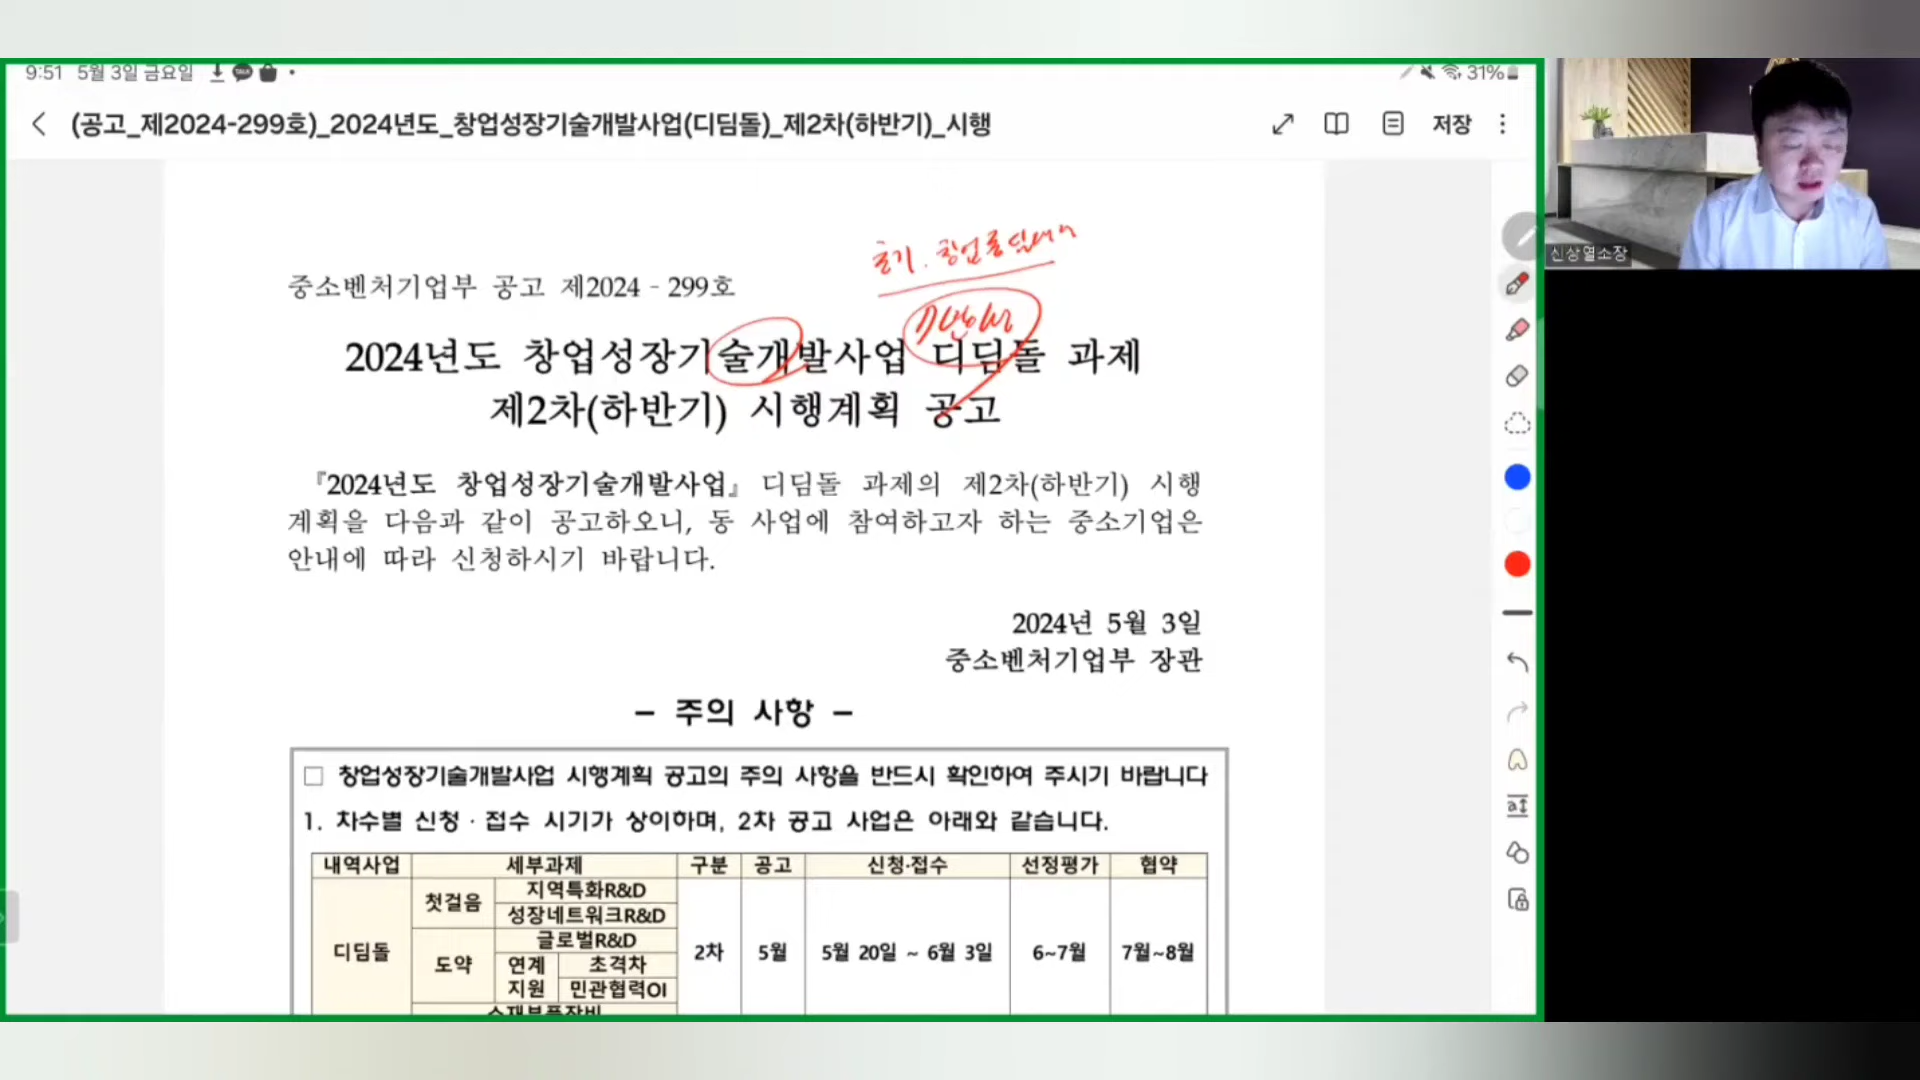 9:51 5월 3일 금요일
31%
(공고_제2024-299호)_2024년도_창업성장기술개발사업(디딤돌)_제2차(하반기)_시행
저장
신상열소장
초기.
중소벤처기업부 공고 제2024 - 299호
2024년도 창업성장기술개발사업 디딤돌 과제
제2차(하반기) 시행계획 공고
『2024년도 창업성장기술개발사업』 디딤돌 과제의 제2차(하반기) 시행
계획을 다음과 같이 공고하오니, 동 사업에 참여하고자 하는 중소기업은
안내에 따라 신청하시기 바랍니다.
2024년 5월 3일
중소벤처기업부 장관
- 주의 사항 -
□ 창업성장기술개발사업 시행계획 공고의 주의 사항을 반드시 확인하여 주시기 바랍니다
1. 차수별 신청 · 접수 시기가 상이하며, 2차 공고 사업은 아래와 같습니다.
내역사업 세부과제 구분 공고 신청·접수 선정평가 협약
디딤돌 첫걸음 지역특화R&D 2차 5월 5월 20일 ~ 6월 3일 6~7월 7월~8월
성장네트워크R&D
도약 글로벌R&D
연계지원 초격차
민관협력OI
소재부품장비